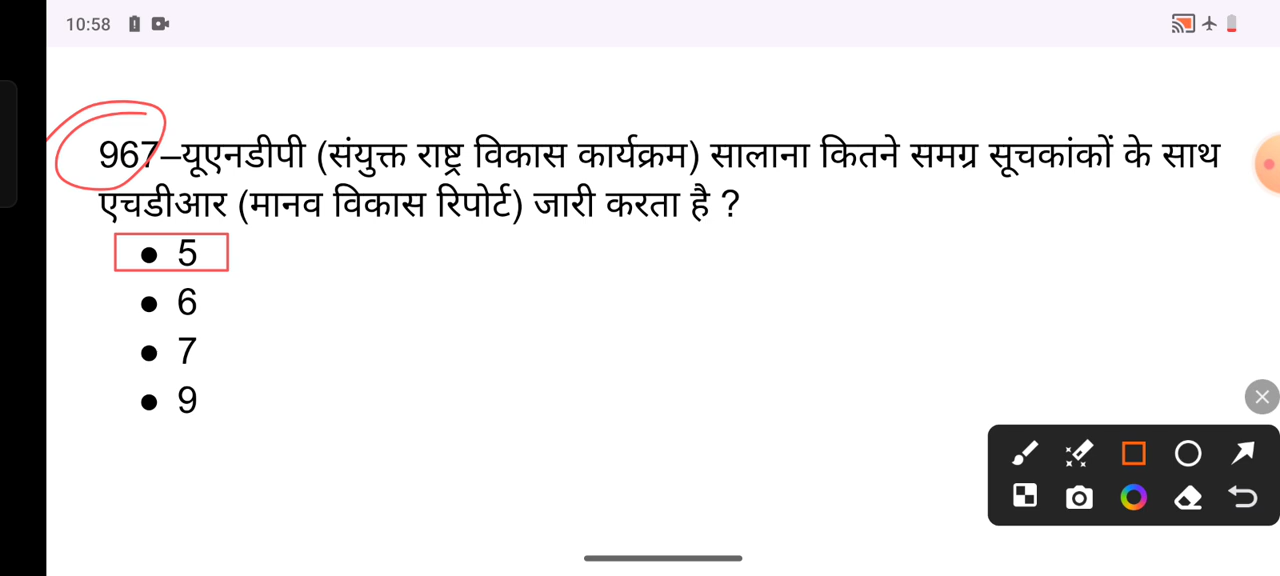 10:58
967–यूएनडीपी (संयुक्त राष्ट्र विकास कार्यक्रम) सालाना कितने समग्र सूचकांकों के साथ
एचडीआर (मानव विकास रिपोर्ट) जारी करता है ?
● 5
● 6
● 7
● 9